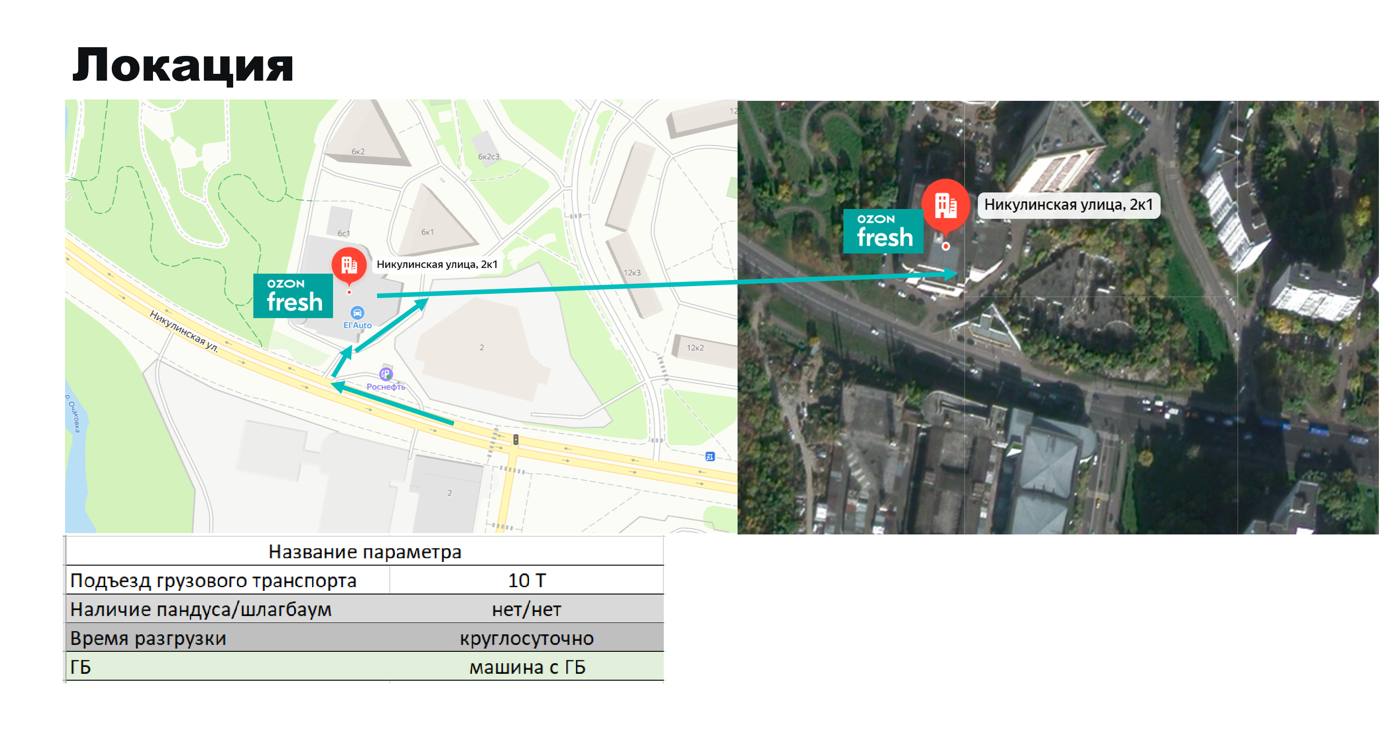 Локация
6к2
6к2с3
12
6с1
6к1
Никулинская улица, 2к1
OZON
fresh
El'Auto
12к3
Никулинская ул.
2
12к2
Роснефть
р. Очаковка
2
Никулинская улица, 2к1
OZON
fresh
Название параметра
Подъезд грузового транспорта 10 Т
Наличие пандуса/шлагбаум нет/нет
Время разгрузки круглосуточно
ГБ машина с ГБ